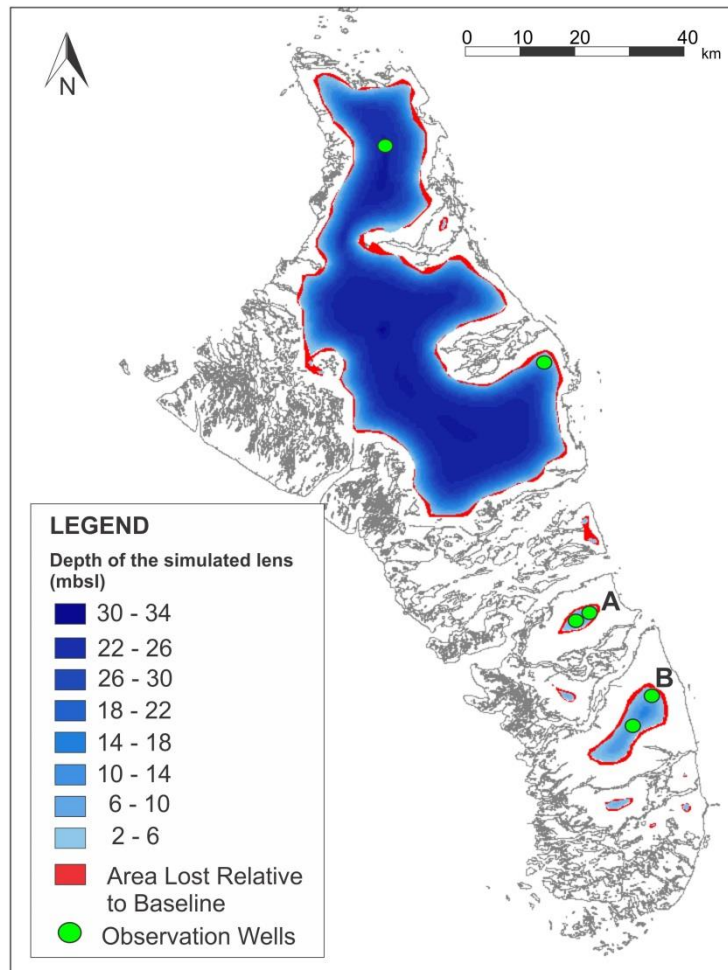 0 20 40
km
N
A
B
LEGEND
Depth of the simulated lens
(mbsl)
30 - 34
22 - 26
26 - 30
18 - 22
14 - 18
10 - 14
6 - 10
2 - 6
Area Lost Relative
to Baseline
Observation Wells